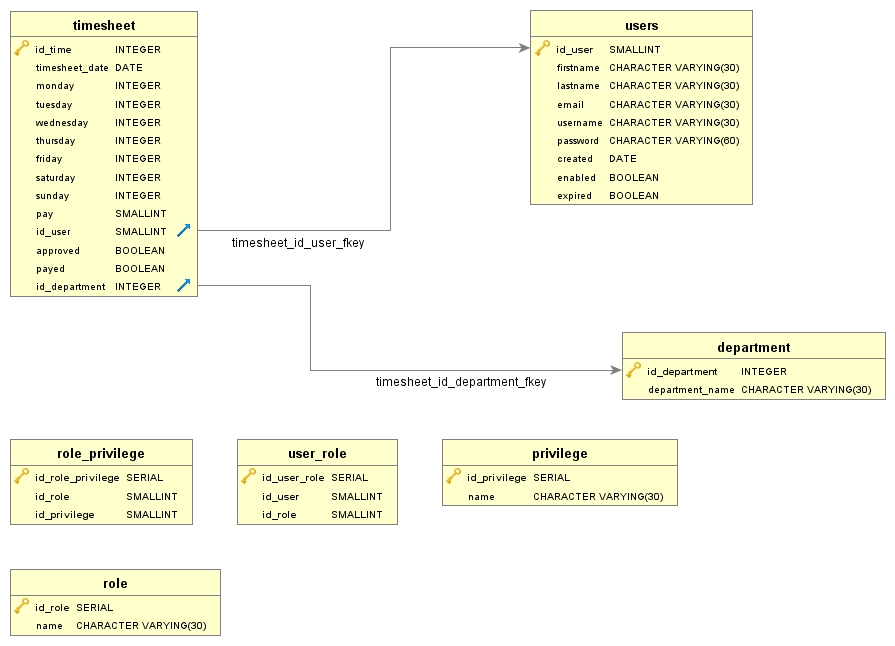 timesheet
id_time INTEGER
timesheet_date DATE
monday INTEGER
tuesday INTEGER
wednesday INTEGER
thursday INTEGER
friday INTEGER
saturday INTEGER
sunday INTEGER
pay SMALLINT
id_user SMALLINT
approved BOOLEAN
payed BOOLEAN
id_department INTEGER
users
id_user SMALLINT
firstname CHARACTER VARYING(30)
lastname CHARACTER VARYING(30)
email CHARACTER VARYING(30)
username CHARACTER VARYING(30)
password CHARACTER VARYING(60)
created DATE
enabled BOOLEAN
expired BOOLEAN
timesheet_id_user_fkey
department
id_department INTEGER
department_name CHARACTER VARYING(30)
timesheet_id_department_fkey
role_privilege
id_role_privilege SERIAL
id_role SMALLINT
id_privilege SMALLINT
user_role
id_user_role SERIAL
id_user SMALLINT
id_role SMALLINT
privilege
id_privilege SERIAL
name CHARACTER VARYING(30)
role
id_role SERIAL
name CHARACTER VARYING(30)